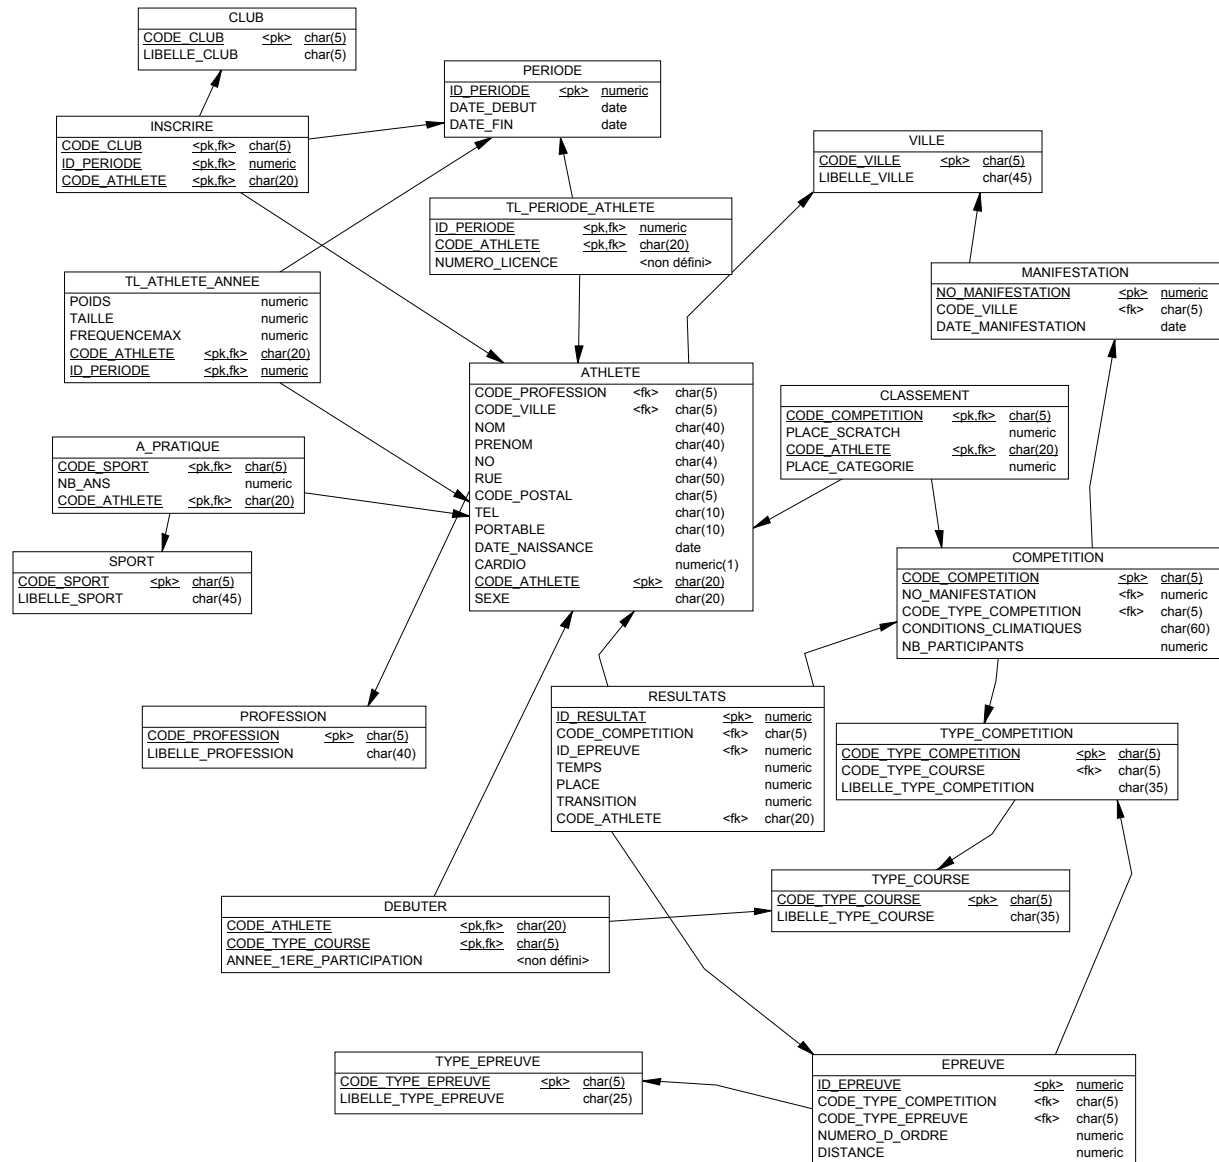 CLUB
CODE_CLUB <pk> char(5)
LIBELLE_CLUB char(5)
PERIODE
ID_PERIODE <pk> numeric
DATE_DEBUT date
DATE_FIN date
INSCRIRE
CODE_CLUB <pk,fk> char(5)
ID_PERIODE <pk,fk> numeric
CODE_ATHLETE <pk,fk> char(20)
VILLE
CODE_VILLE <pk> char(5)
LIBELLE_VILLE char(45)
TL_PERIODE_ATHLETE
ID_PERIODE <pk,fk> numeric
CODE_ATHLETE <pk,fk> char(20)
NUMERO_LICENCE <non défini>
TL_ATHLETE_ANNEE
POIDS numeric
TAILLE numeric
FREQUENCEMAX numeric
CODE_ATHLETE <pk,fk> char(20)
ID_PERIODE <pk,fk> numeric
MANIFESTATION
NO_MANIFESTATION <pk> numeric
CODE_VILLE <fk> char(5)
DATE_MANIFESTATION date
ATHLETE
CODE_PROFESSION <fk> char(5)
CODE_VILLE <fk> char(5)
NOM char(40)
PRENOM char(40)
NO char(4)
RUE char(50)
CODE_POSTAL char(5)
TEL char(10)
PORTABLE char(10)
DATE_NAISSANCE date
CARDIO numeric(1)
CODE_ATHLETE <pk> char(20)
SEXE char(20)
CLASSEMENT
CODE_COMPETITION <pk,fk> char(5)
PLACE_SCRATCH numeric
CODE_ATHLETE <pk,fk> char(20)
PLACE_CATEGORIE numeric
A_PRATIQUE
CODE_SPORT <pk,fk> char(5)
NB_ANS numeric
CODE_ATHLETE <pk,fk> char(20)
SPORT
CODE_SPORT <pk> char(5)
LIBELLE_SPORT char(45)
COMPETITION
CODE_COMPETITION <pk> char(5)
NO_MANIFESTATION <fk> numeric
CODE_TYPE_COMPETITION <fk> char(5)
CONDITIONS_CLIMATIQUES char(60)
NB_PARTICIPANTS numeric
PROFESSION
CODE_PROFESSION <pk> char(5)
LIBELLE_PROFESSION char(40)
RESULTATS
ID_RESULTAT <pk> numeric
CODE_COMPETITION <fk> char(5)
ID_EPREUVE <fk> numeric
TEMPS numeric
PLACE numeric
TRANSITION numeric
CODE_ATHLETE <fk> char(20)
TYPE_COMPETITION
CODE_TYPE_COMPETITION <pk> char(5)
CODE_TYPE_COURSE <fk> char(5)
LIBELLE_TYPE_COMPETITION char(35)
TYPE_COURSE
CODE_TYPE_COURSE <pk> char(5)
LIBELLE_TYPE_COURSE char(35)
DEBUTER
CODE_ATHLETE <pk,fk> char(20)
CODE_TYPE_COURSE <pk,fk> char(5)
ANNEE_1ERE_PARTICIPATION <non défini>
TYPE_EPREUVE
CODE_TYPE_EPREUVE <pk> char(5)
LIBELLE_TYPE_EPREUVE char(25)
EPREUVE
ID_EPREUVE <pk> numeric
CODE_TYPE_COMPETITION <fk> char(5)
CODE_TYPE_EPREUVE <fk> char(5)
NUMERO_D_ORDRE numeric
DISTANCE numeric